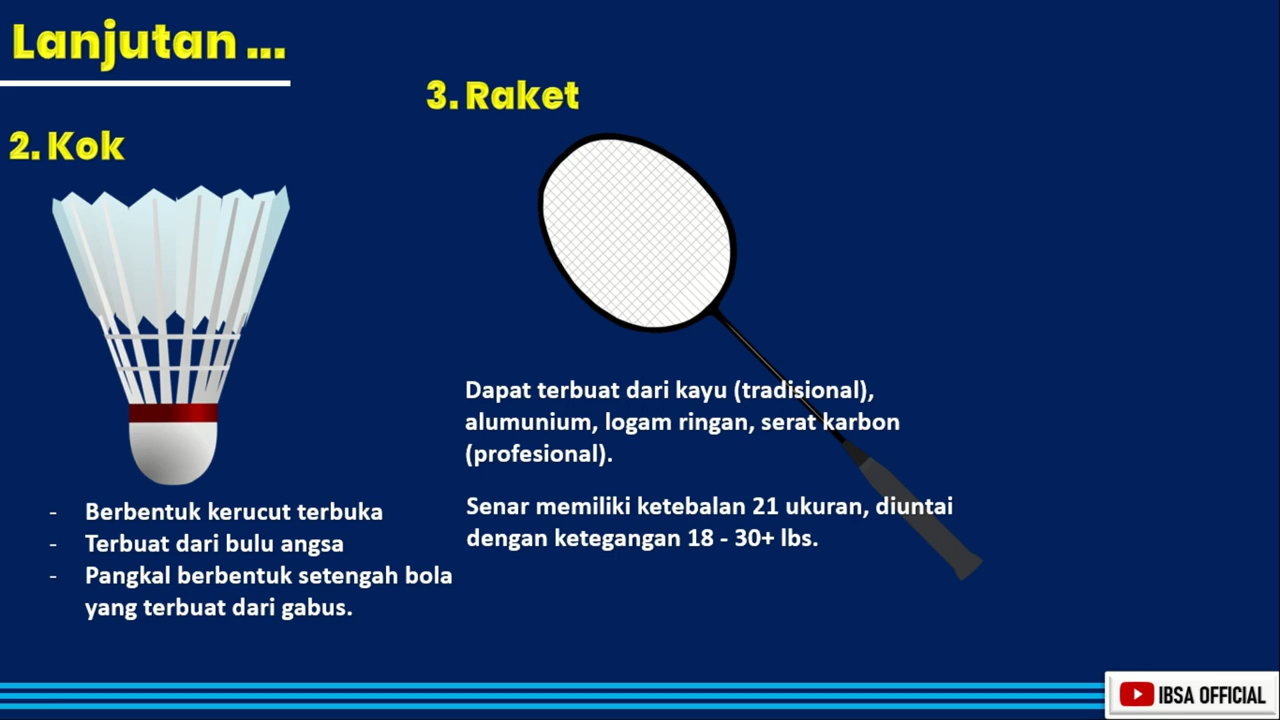 Lanjutan ...
2. Kok
- Berbentuk kerucut terbuka
- Terbuat dari bulu angsa
- Pangkal berbentuk setengah bola
yang terbuat dari gabus.
3. Raket
Dapat terbuat dari kayu (tradisional),
alumunium, logam ringan, serat karbon
(profesional).
Senar memiliki ketebalan 21 ukuran, diuntai
dengan ketegangan 18 - 30+ lbs.
IBSA OFFICIAL